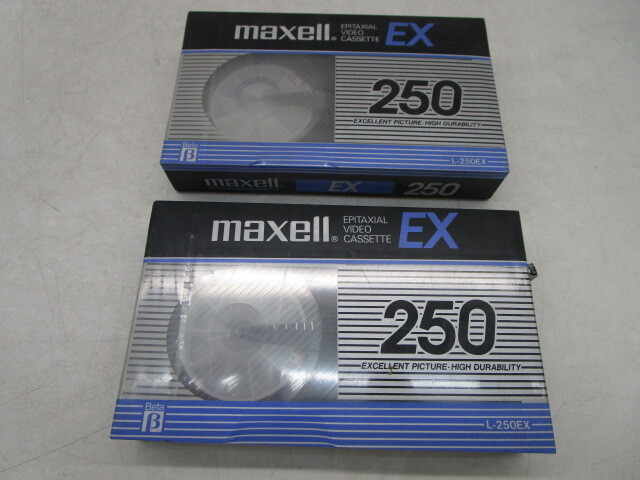 maxell® EPITAXIAL VIDEO CASSETTE EX
250
EXCELLENT PICTURE·HIGH DURABILITY
Beta
β
L-250EX
maxell EX 250
maxell® EPITAXIAL VIDEO CASSETTE EX
250
EXCELLENT PICTURE·HIGH DURABILITY
Beta
β
L-250EX